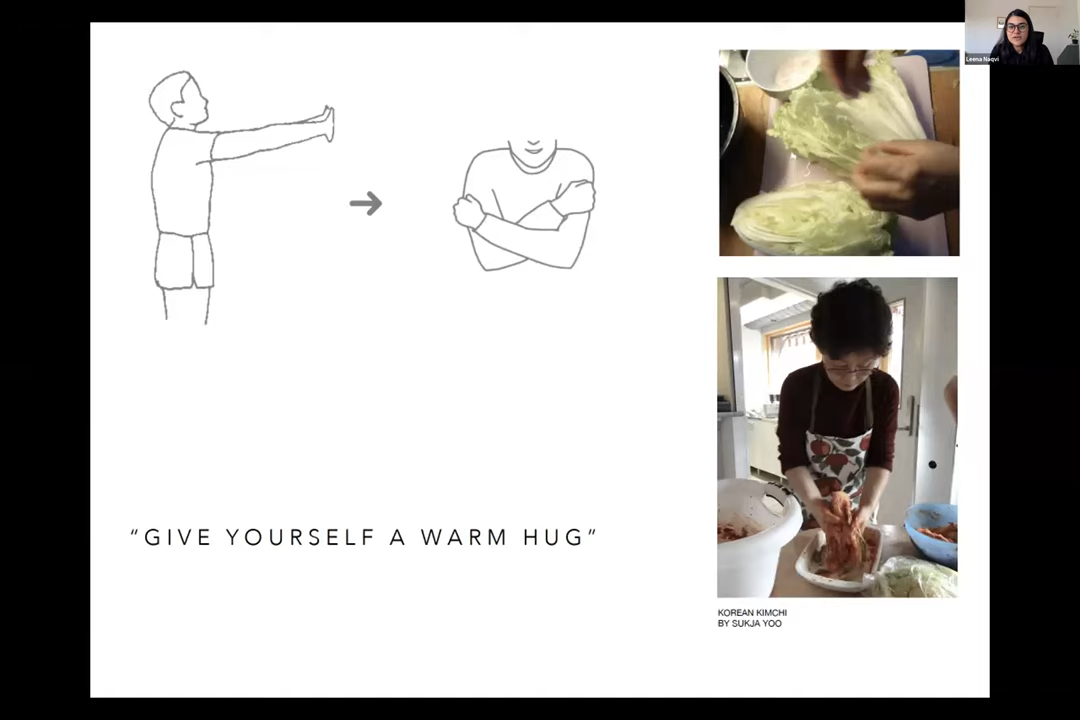 Leena Naqvi
"GIVE YOURSELF A WARM HUG"
KOREAN KIMCHI
BY SUKJA YOO